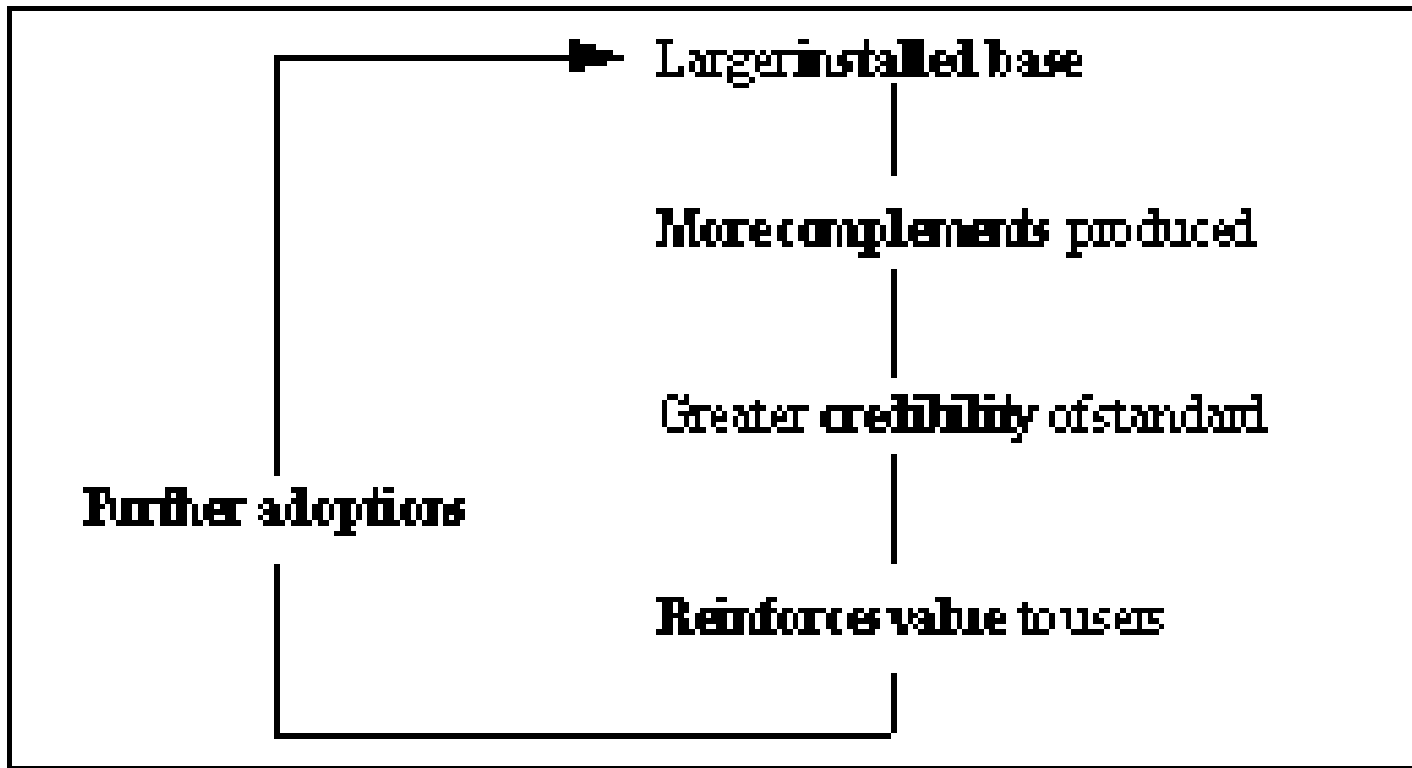 Larger installed base
More complements produced
Greater credibility of standard
Further adoptions
Reinforces value to users